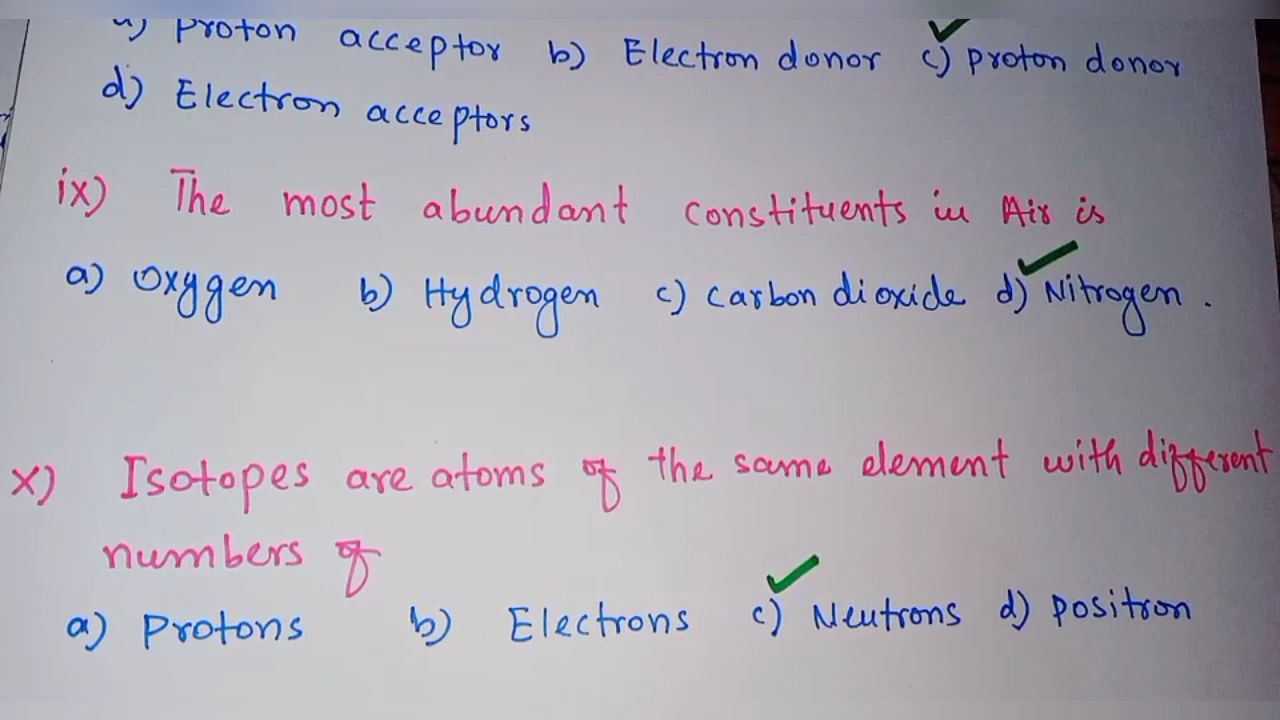 a) Proton acceptor b) Electron donor c) proton donor
d) Electron acceptors
ix) The most abundant constituents in Air is
a) Oxygen b) Hydrogen c) carbon dioxide d) Nitrogen.
x) Isotopes are atoms of the same element with different
numbers of
a) Protons b) Electrons c) Neutrons d) positron